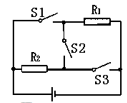 S1 R₁
S2
R₂ S3